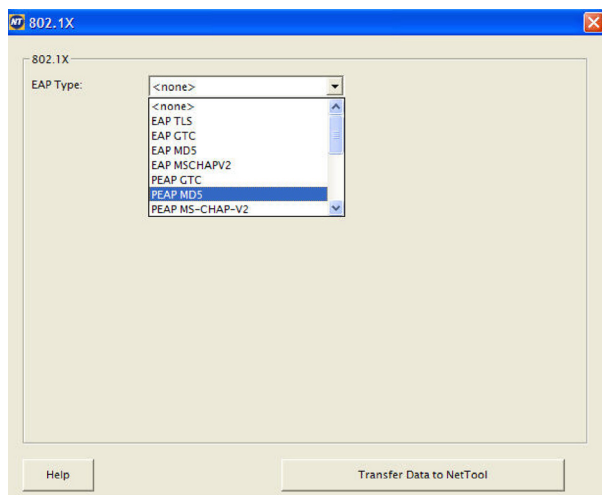 NT 802.1X
802.1X
EAP Type:
<none>
<none>
EAP TLS
EAP GTC
EAP MD5
EAP MSCHAPV2
PEAP GTC
PEAP MD5
PEAP MS-CHAP-V2
Help
Transfer Data to NetTool